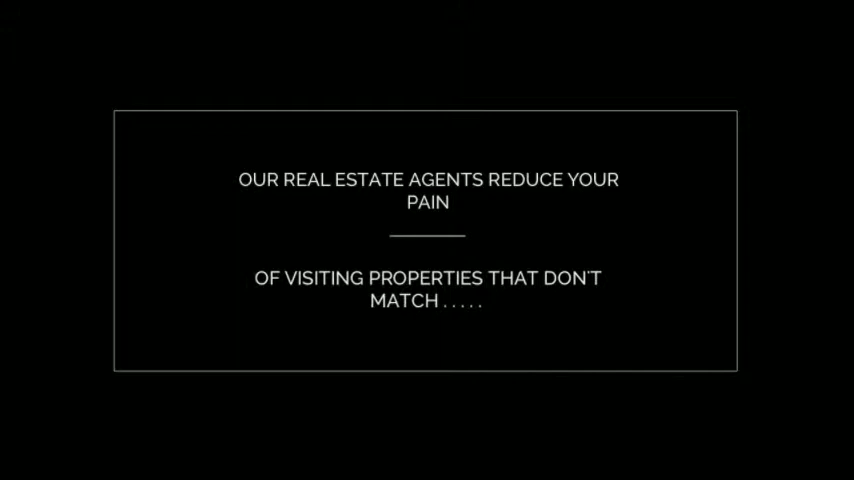 OUR REAL ESTATE AGENTS REDUCE YOUR
PAIN
OF VISITING PROPERTIES THAT DON'T
MATCH . . . . .